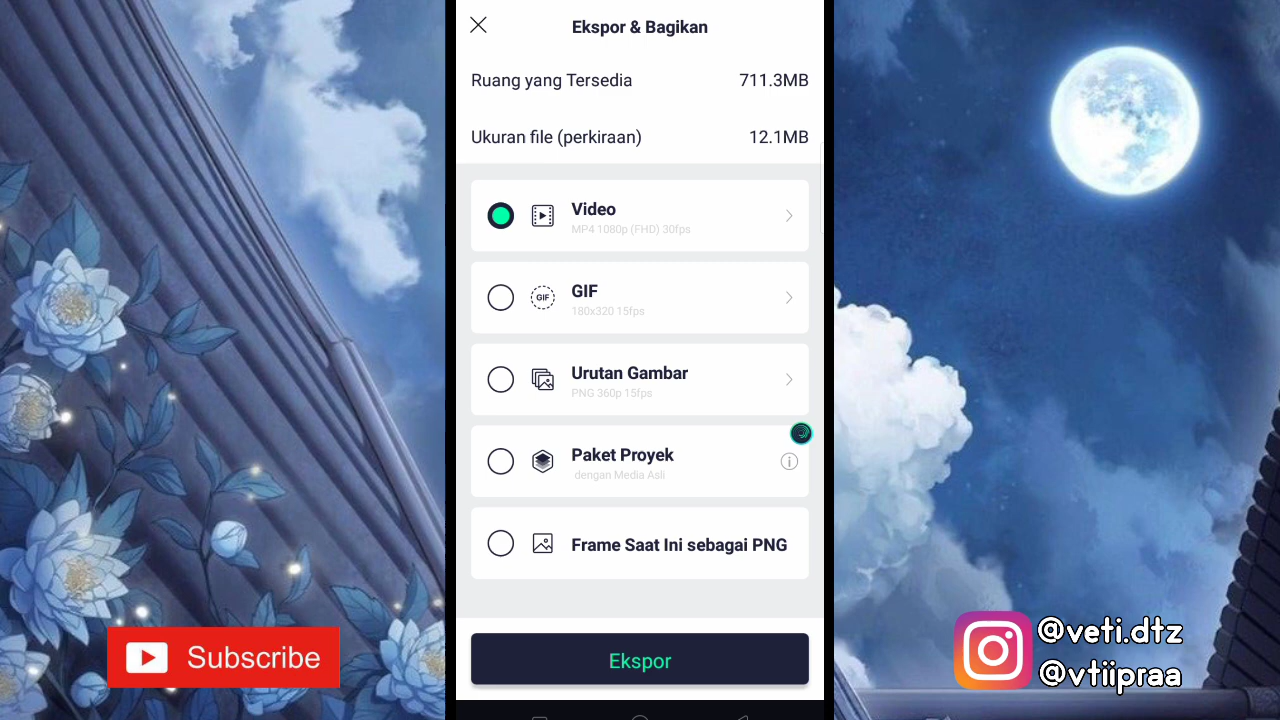 Ekspor & Bagikan
Ruang yang Tersedia 711.3MB
Ukuran file (perkiraan) 12.1MB
Video
MP4 1080p (FHD) 30fps
GIF
GIF
180x320 15fps
Urutan Gambar
PNG 360p 15fps
Paket Proyek
dengan Media Asli
Frame Saat Ini sebagai PNG
Ekspor
Subscribe
@veti.dtz
@vtiipraa